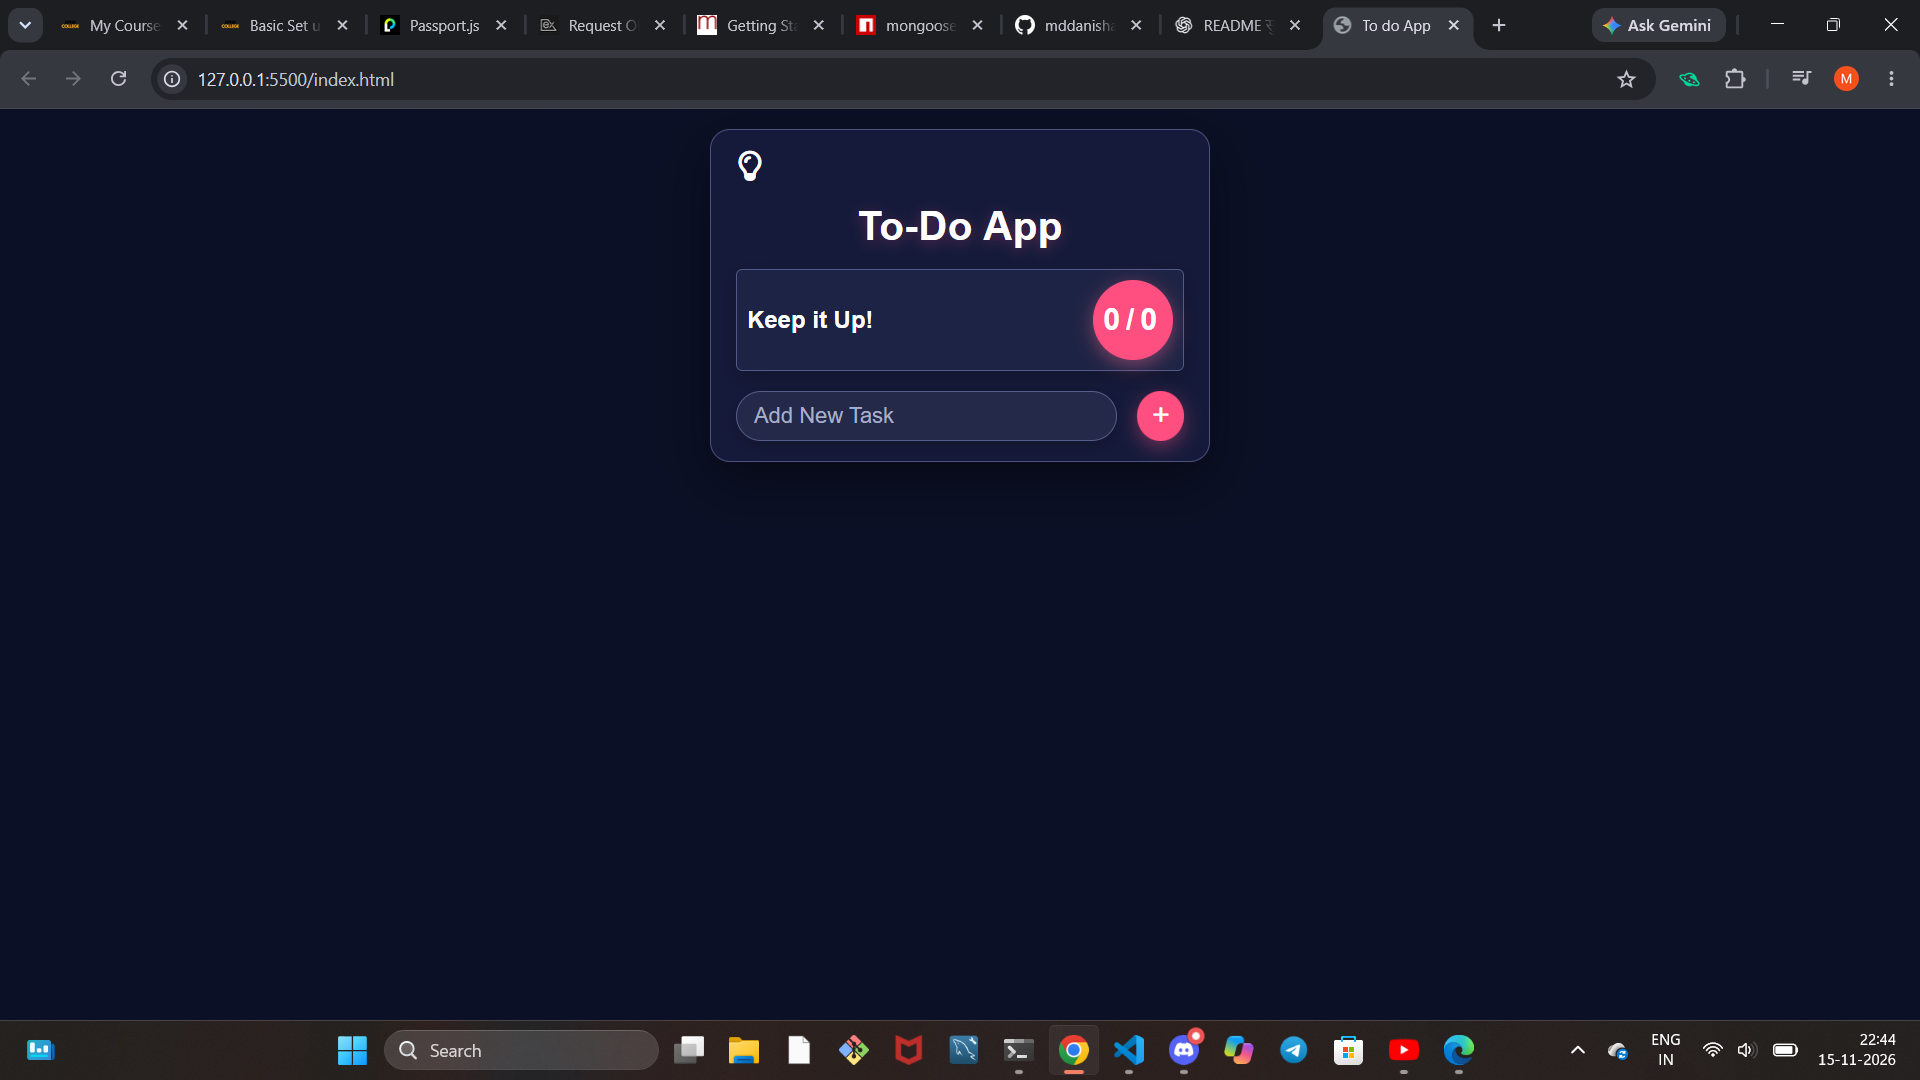 My Course
Basic Set u
Passport.js
Request O
Getting Sta
mongoose
mddanisha
README
To do App
Ask Gemini
127.0.0.1:5500/index.html
M
To-Do App
Keep it Up!
0 / 0
Add New Task
+
Search
ENG
IN
22:44
15-11-2026